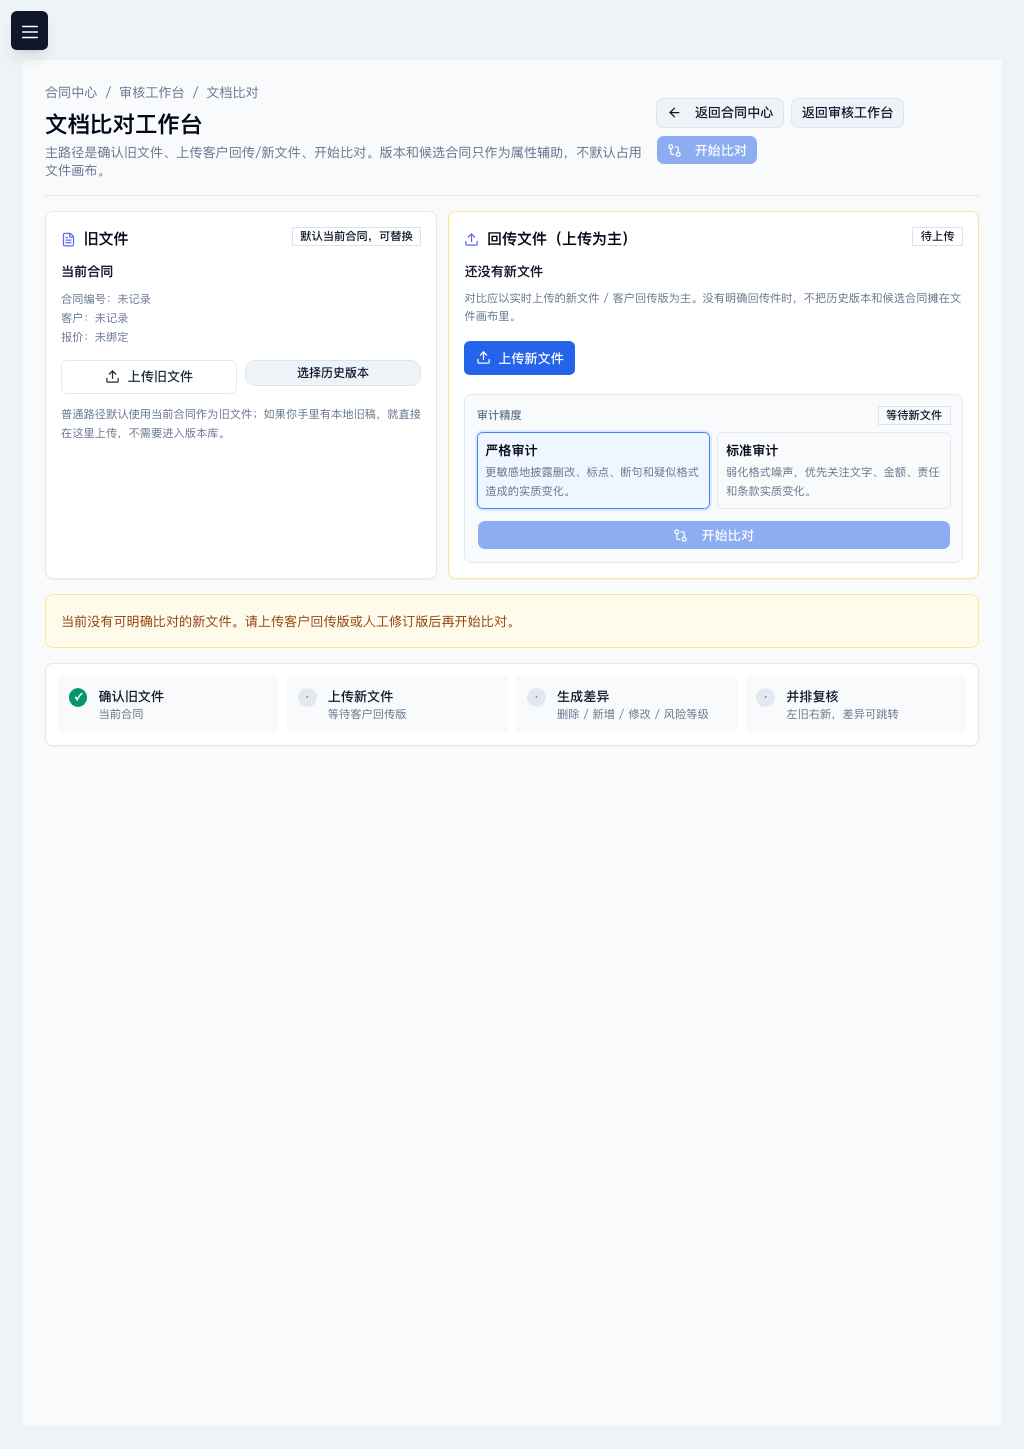 合同中心 / 审核工作台 / 文档比对
文档比对工作台
主路径是确认旧文件、上传客户回传/新文件、开始比对。版本和候选合同只作为属性辅助，不默认占用
文件画布。
返回合同中心
返回审核工作台
开始比对
旧文件
默认当前合同，可替换
当前合同
合同编号：未记录
客户：未记录
报价：未绑定
上传旧文件
选择历史版本
普通路径默认使用当前合同作为旧文件；如果你手里有本地旧稿，就直接
在这里上传，不需要进入版本库。
回传文件（上传为主）
待上传
还没有新文件
对比应以实时上传的新文件 / 客户回传版为主。没有明确回传件时，不把历史版本和候选合同摊在文
件画布里。
上传新文件
审计精度
等待新文件
严格审计
更敏感地披露删改、标点、断句和疑似格式
造成的实质变化。
标准审计
弱化格式噪声，优先关注文字、金额、责任
和条款实质变化。
开始比对
当前没有可明确比对的新文件。请上传客户回传版或人工修订版后再开始比对。
✓ 确认旧文件
当前合同
· 上传新文件
等待客户回传版
· 生成差异
删除 / 新增 / 修改 / 风险等级
· 并排复核
左旧右新，差异可跳转